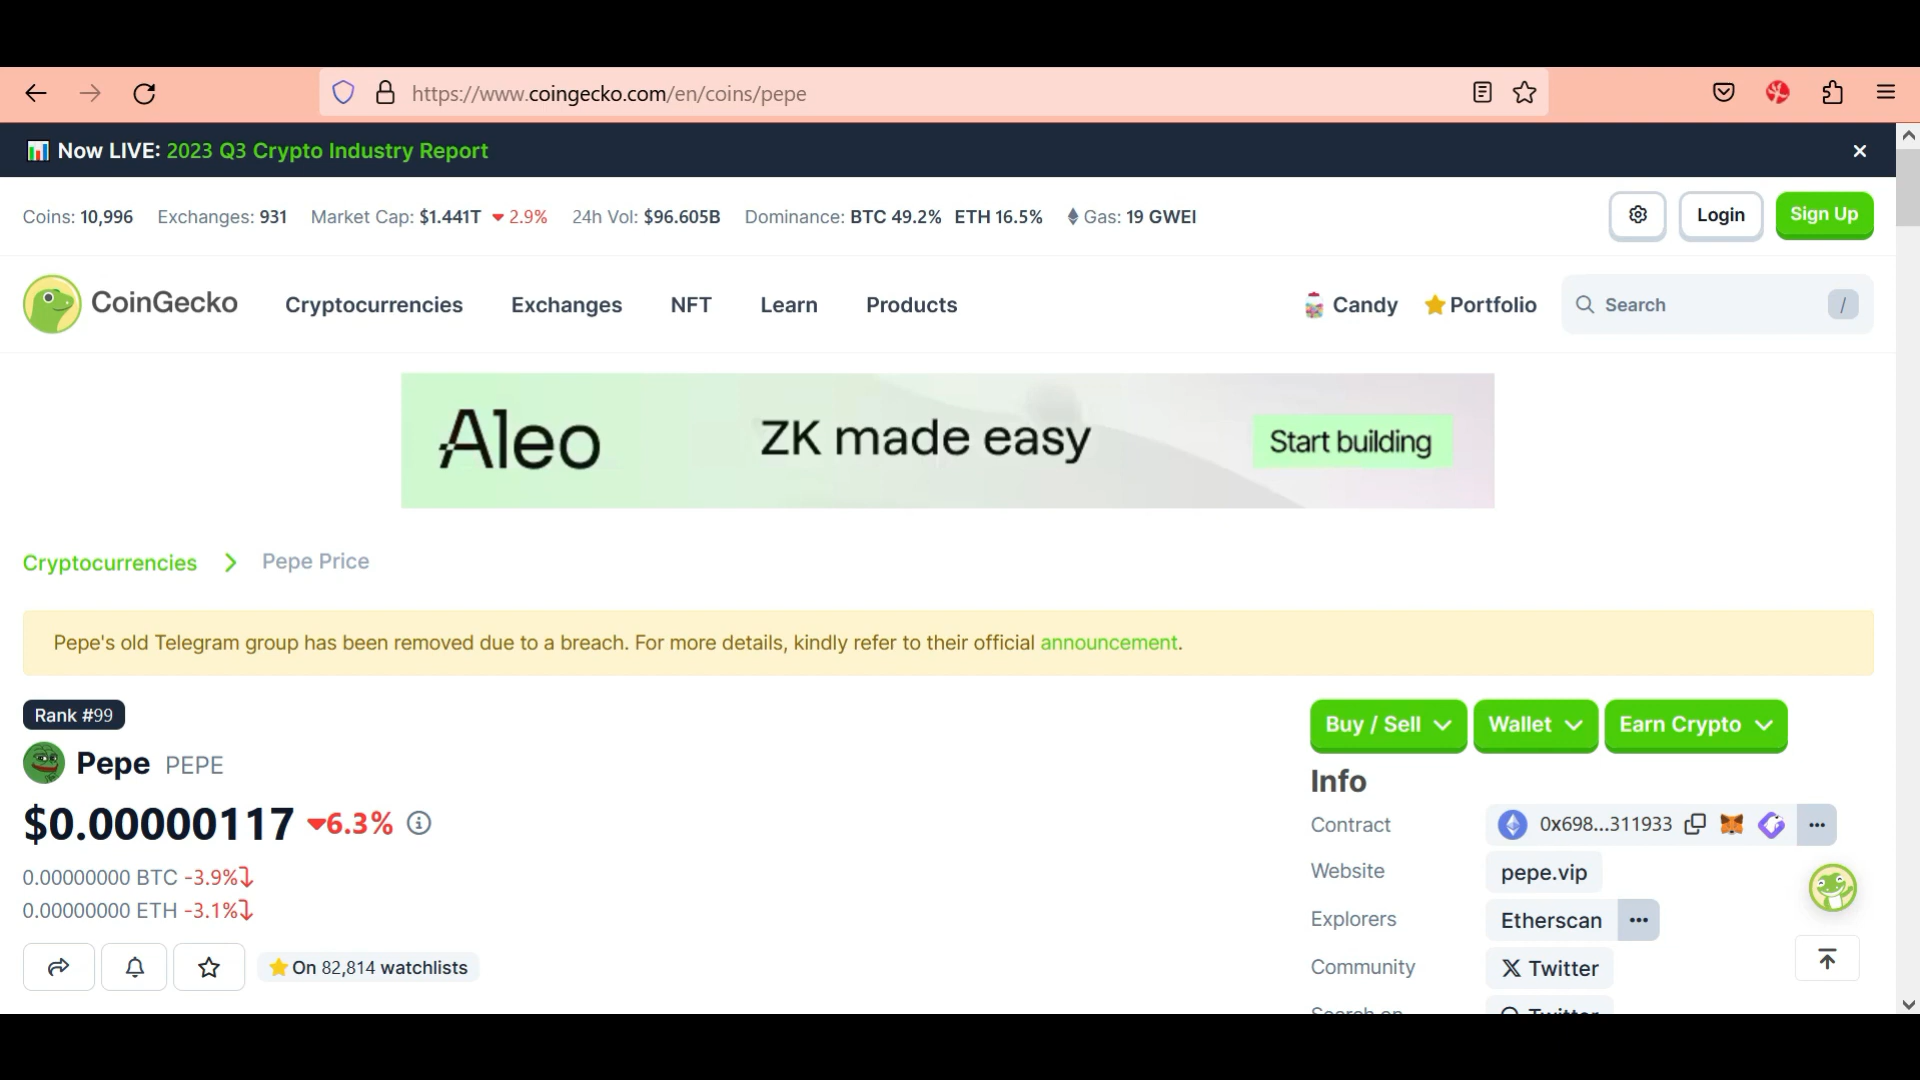 https://www.coingecko.com/en/coins/pepe
Now LIVE: 2023 Q3 Crypto Industry Report
Coins: 10,996 Exchanges: 931 Market Cap: $1.441T 2.9% 24h Vol: $96.605B Dominance: BTC 49.2% ETH 16.5% Gas: 19 GWEI
Login
Sign Up
CoinGecko
Cryptocurrencies Exchanges NFT Learn Products
Candy
Portfolio
Search /
Aleo ZK made easy Start building
Cryptocurrencies Pepe Price
Pepe's old Telegram group has been removed due to a breach. For more details, kindly refer to their official announcement.
Rank #99
Pepe PEPE
$0.00000117 6.3%
0.00000000 BTC -3.9%
0.00000000 ETH -3.1%
On 82,814 watchlists
Buy / Sell Wallet Earn Crypto
Info
Contract 0x698...311933
Website pepe.vip
Explorers Etherscan
Community Twitter
Search on Twitter